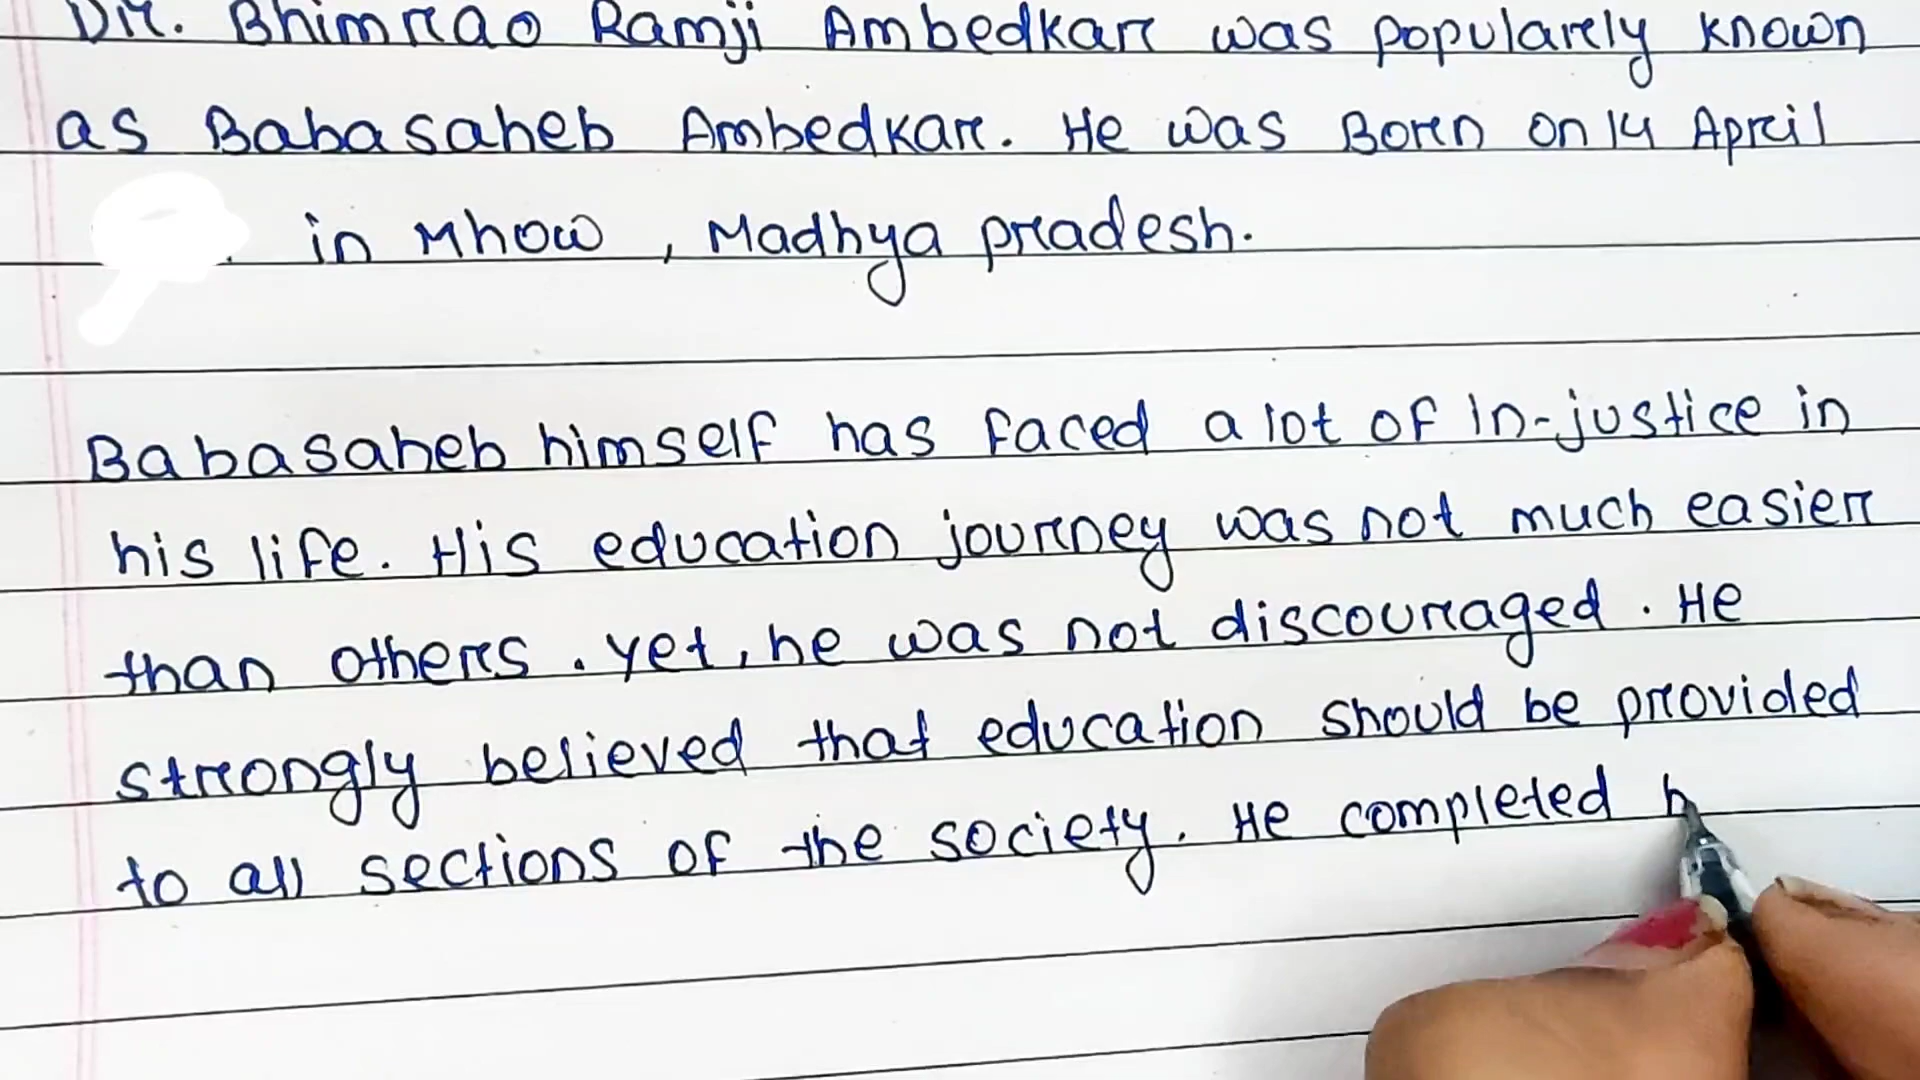 Dr. Bhimrao Ramji Ambedkar was popularly known
as Babasaheb Ambedkar. He was Born on 14 April
in Mhow, Madhya pradesh.
Babasaheb himself has faced a lot of In-justice in
his life. His education journey was not much easier
than others. yet, he was not discouraged. He
strongly believed that education should be provided
to all sections of the society. He completed